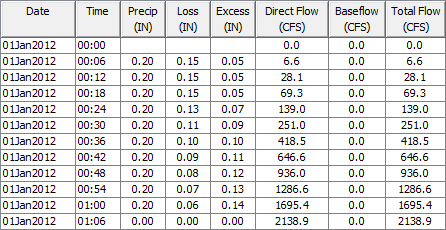 Date Time Precip (IN) Loss (IN) Excess (IN) Direct Flow (CFS) Baseflow (CFS) Total Flow (CFS)
01Jan2012 00:00 0.0 0.0 0.0
01Jan2012 00:06 0.20 0.15 0.05 6.6 0.0 6.6
01Jan2012 00:12 0.20 0.15 0.05 28.1 0.0 28.1
01Jan2012 00:18 0.20 0.15 0.05 69.3 0.0 69.3
01Jan2012 00:24 0.20 0.13 0.07 139.0 0.0 139.0
01Jan2012 00:30 0.20 0.11 0.09 251.0 0.0 251.0
01Jan2012 00:36 0.20 0.10 0.10 418.5 0.0 418.5
01Jan2012 00:42 0.20 0.09 0.11 646.6 0.0 646.6
01Jan2012 00:48 0.20 0.08 0.12 936.0 0.0 936.0
01Jan2012 00:54 0.20 0.07 0.13 1286.6 0.0 1286.6
01Jan2012 01:00 0.20 0.06 0.14 1695.4 0.0 1695.4
01Jan2012 01:06 0.00 0.00 0.00 2138.9 0.0 2138.9